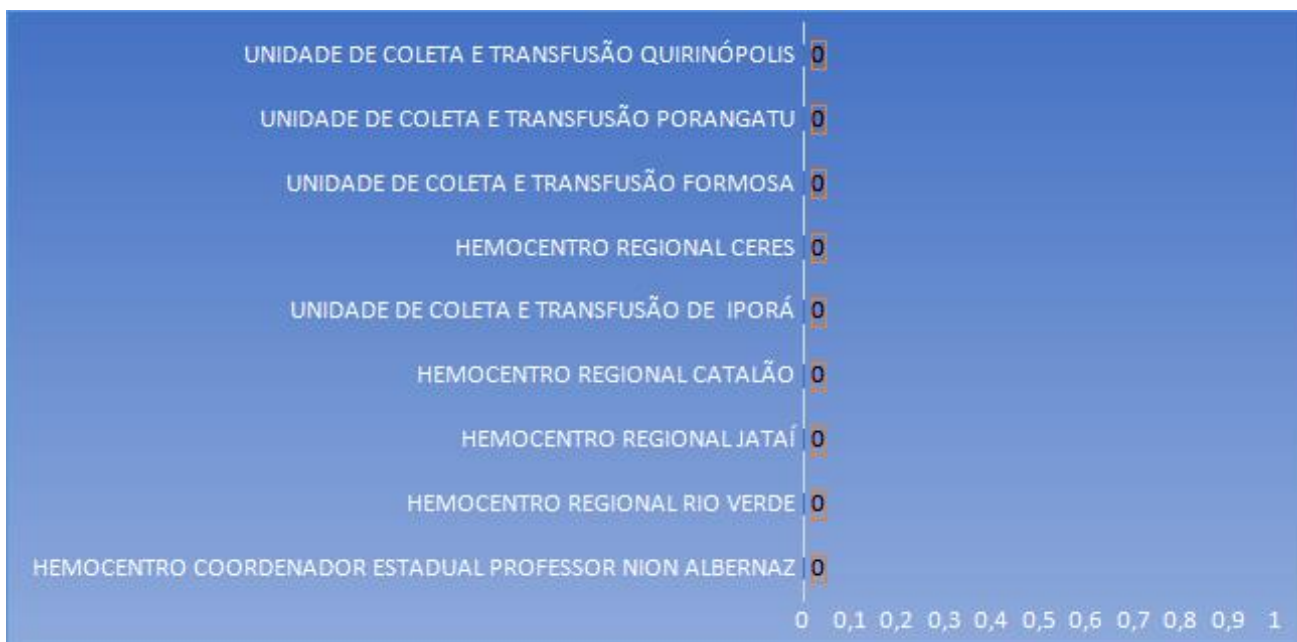 UNIDADE DE COLETA E TRANSFUSÃO QUIRINÓPOLIS 0
UNIDADE DE COLETA E TRANSFUSÃO PORANGATU 0
UNIDADE DE COLETA E TRANSFUSÃO FORMOSA 0
HEMOCENTRO REGIONAL CERES 0
UNIDADE DE COLETA E TRANSFUSÃO DE  IPORÁ 0
HEMOCENTRO REGIONAL CATALÃO 0
HEMOCENTRO REGIONAL JATAÍ 0
HEMOCENTRO REGIONAL RIO VERDE 0
HEMOCENTRO COORDENADOR ESTADUAL PROFESSOR NION ALBERNAZ 0
0 0,1 0,2 0,3 0,4 0,5 0,6 0,7 0,8 0,9 1